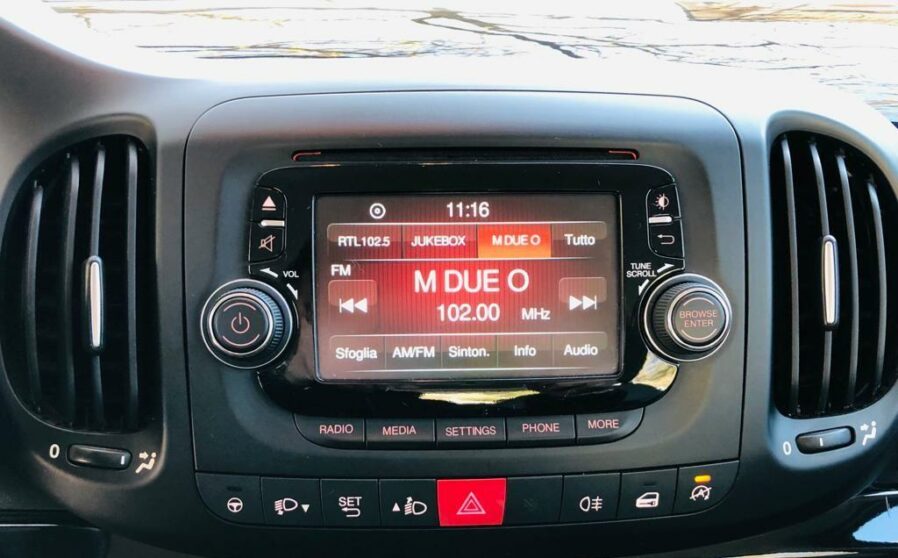 11:16
RTL102.5 JUKEBOX M DUE O Tutto
VOL
TUNE
SCROLL
FM
M DUE O
102.00 MHz
BROWSE
ENTER
Sfoglia AM/FM Sinton. Info Audio
RADIO MEDIA SETTINGS PHONE MORE
0
0
SET